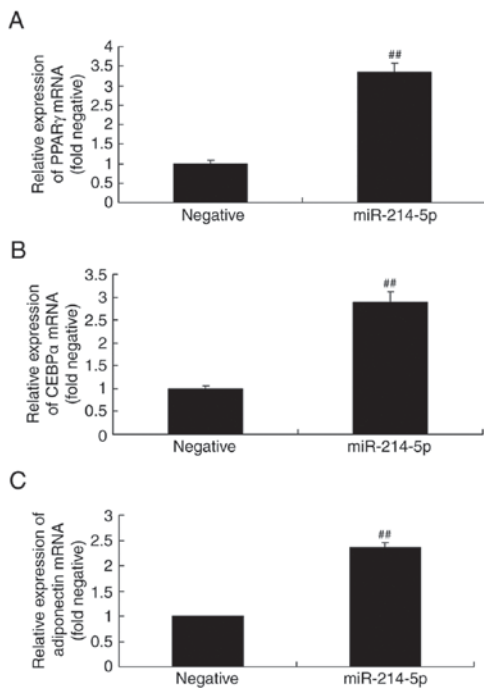 A
Relative expression
of PPARγ mRNA
(fold negative)
4
3.5
3
2.5
2
1.5
1
0.5
0
##
Negative
miR-214-5p
B
Relative expression
of CEBPα mRNA
(fold negative)
3.5
3
2.5
2
1.5
1
0.5
0
##
Negative
miR-214-5p
C
Relative expression of
adiponectin mRNA
(fold negative)
3
2.5
2
1.5
1
0.5
0
##
Negative
miR-214-5p